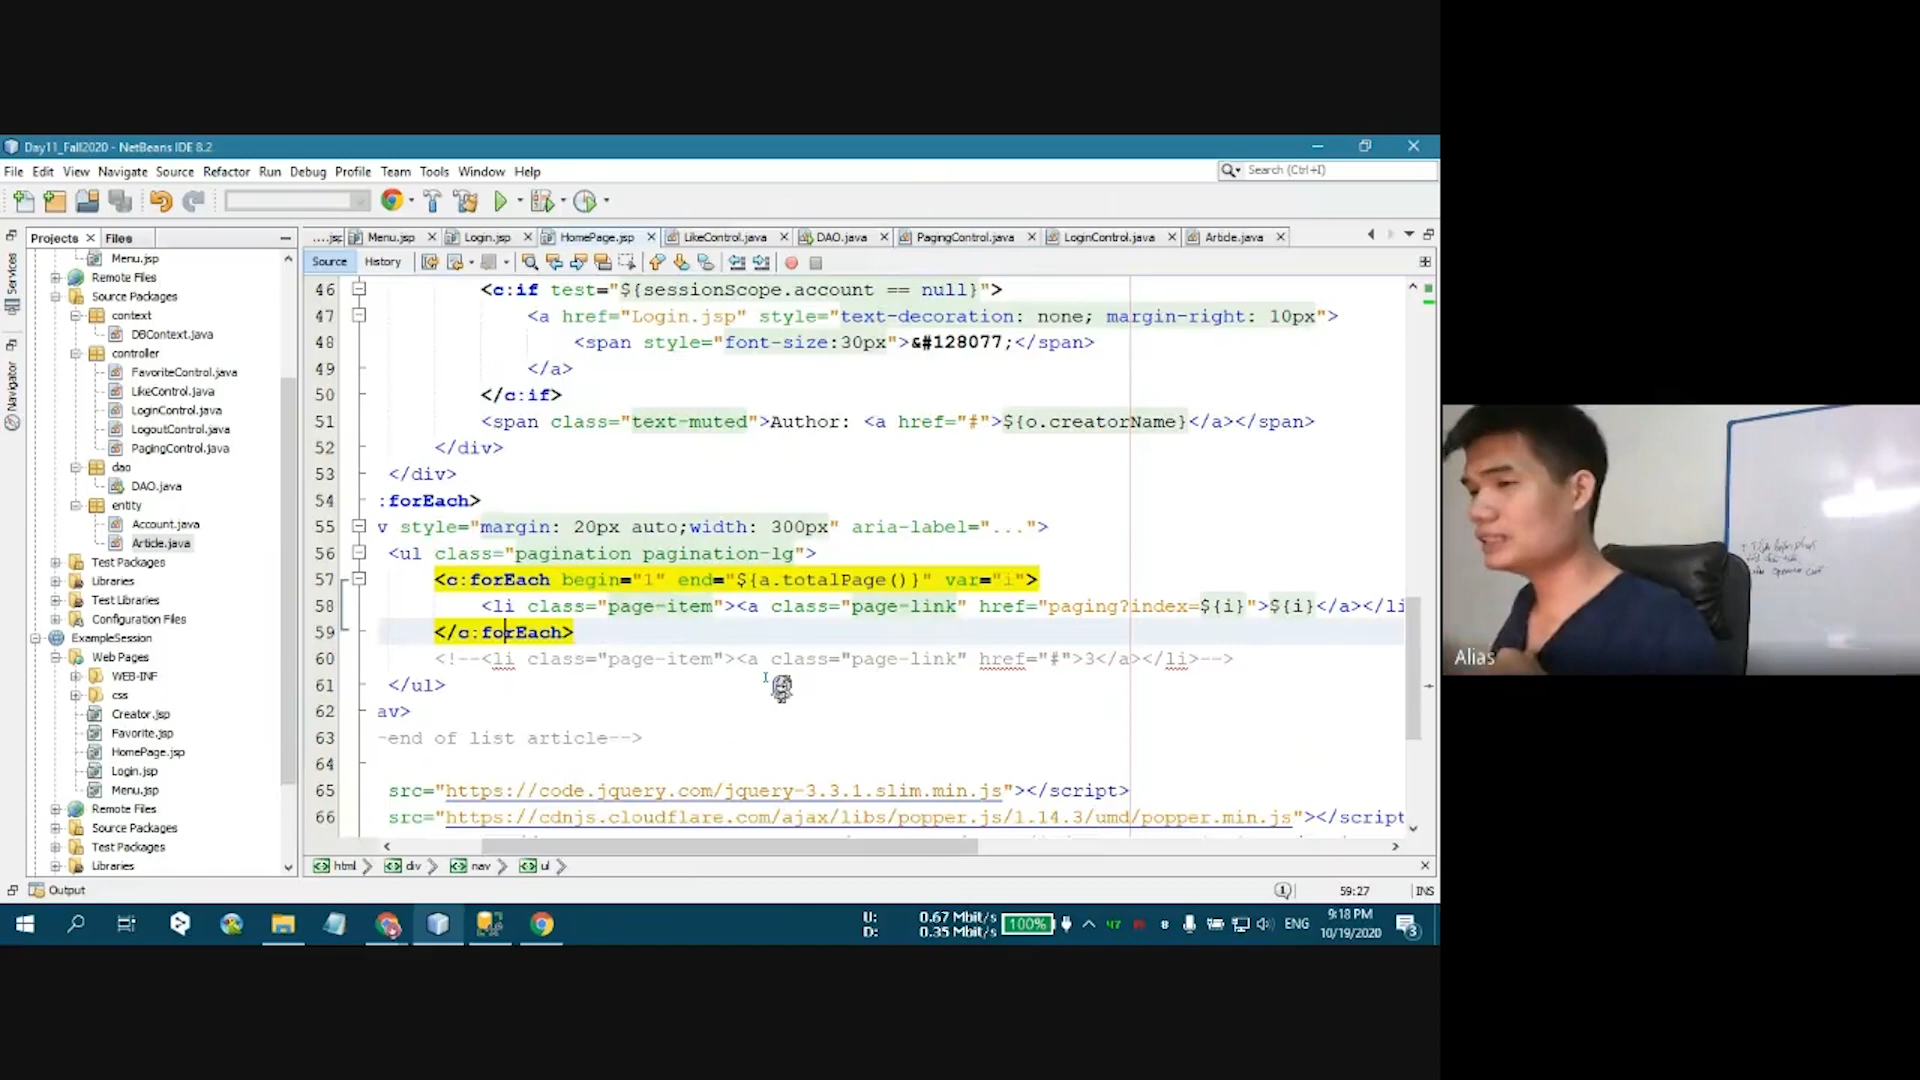 Day11_Fall2020 - NetBeans IDE 8.2
File Edit View Navigate Source Refactor Run Debug Profile Team Tools Window Help
Search (Ctrl+I)
Projects Files
....jsp Menu.jsp Login.jsp HomePage.jsp LikeControl.java DAO.java PagingControl.java LoginControl.java Article.java
Source History
Services
Navigator
Menu.jsp
Remote Files
Source Packages
context
DBContext.java
controller
FavoriteControl.java
LikeControl.java
LoginControl.java
LogoutControl.java
PagingControl.java
dao
DAO.java
entity
Account.java
Article.java
Test Packages
Libraries
Test Libraries
Configuration Files
ExampleSession
Web Pages
WEB-INF
css
Creator.jsp
Favorite.jsp
HomePage.jsp
Login.jsp
Menu.jsp
Remote Files
Source Packages
Test Packages
Libraries
46 <c:if test="${sessionScope.account == null}">
47 <a href="Login.jsp" style="text-decoration: none; margin-right: 10px">
48 <span style="font-size:30px">&#128077;</span>
49 </a>
50 </c:if>
51 <span class="text-muted">Author: <a href="#">${o.creatorName}</a></span>
52 </div>
53 </div>
54 :forEach>
55 v style="margin: 20px auto;width: 300px" aria-label="...">
56 <ul class="pagination pagination-lg">
57 <c:forEach begin="1" end="${a.totalPage()}" var="i">
58 <li class="page-item"><a class="page-link" href="paging?index=${i}">${i}</a></li
59 </c:forEach>
60 <!--<li class="page-item"><a class="page-link" href="#">3</a></li>-->
61 </ul>
62 av>
63 -end of list article-->
64
65 src="https://code.jquery.com/jquery-3.3.1.slim.min.js"></script>
66 src="https://cdnjs.cloudflare.com/ajax/libs/popper.js/1.14.3/umd/popper.min.js"></script
html div nav ul
Output
59:27 INS
U: 0.67 Mbit/s
D: 0.35 Mbit/s
100%
47
8
ENG
9:18 PM
10/19/2020
3
Alias